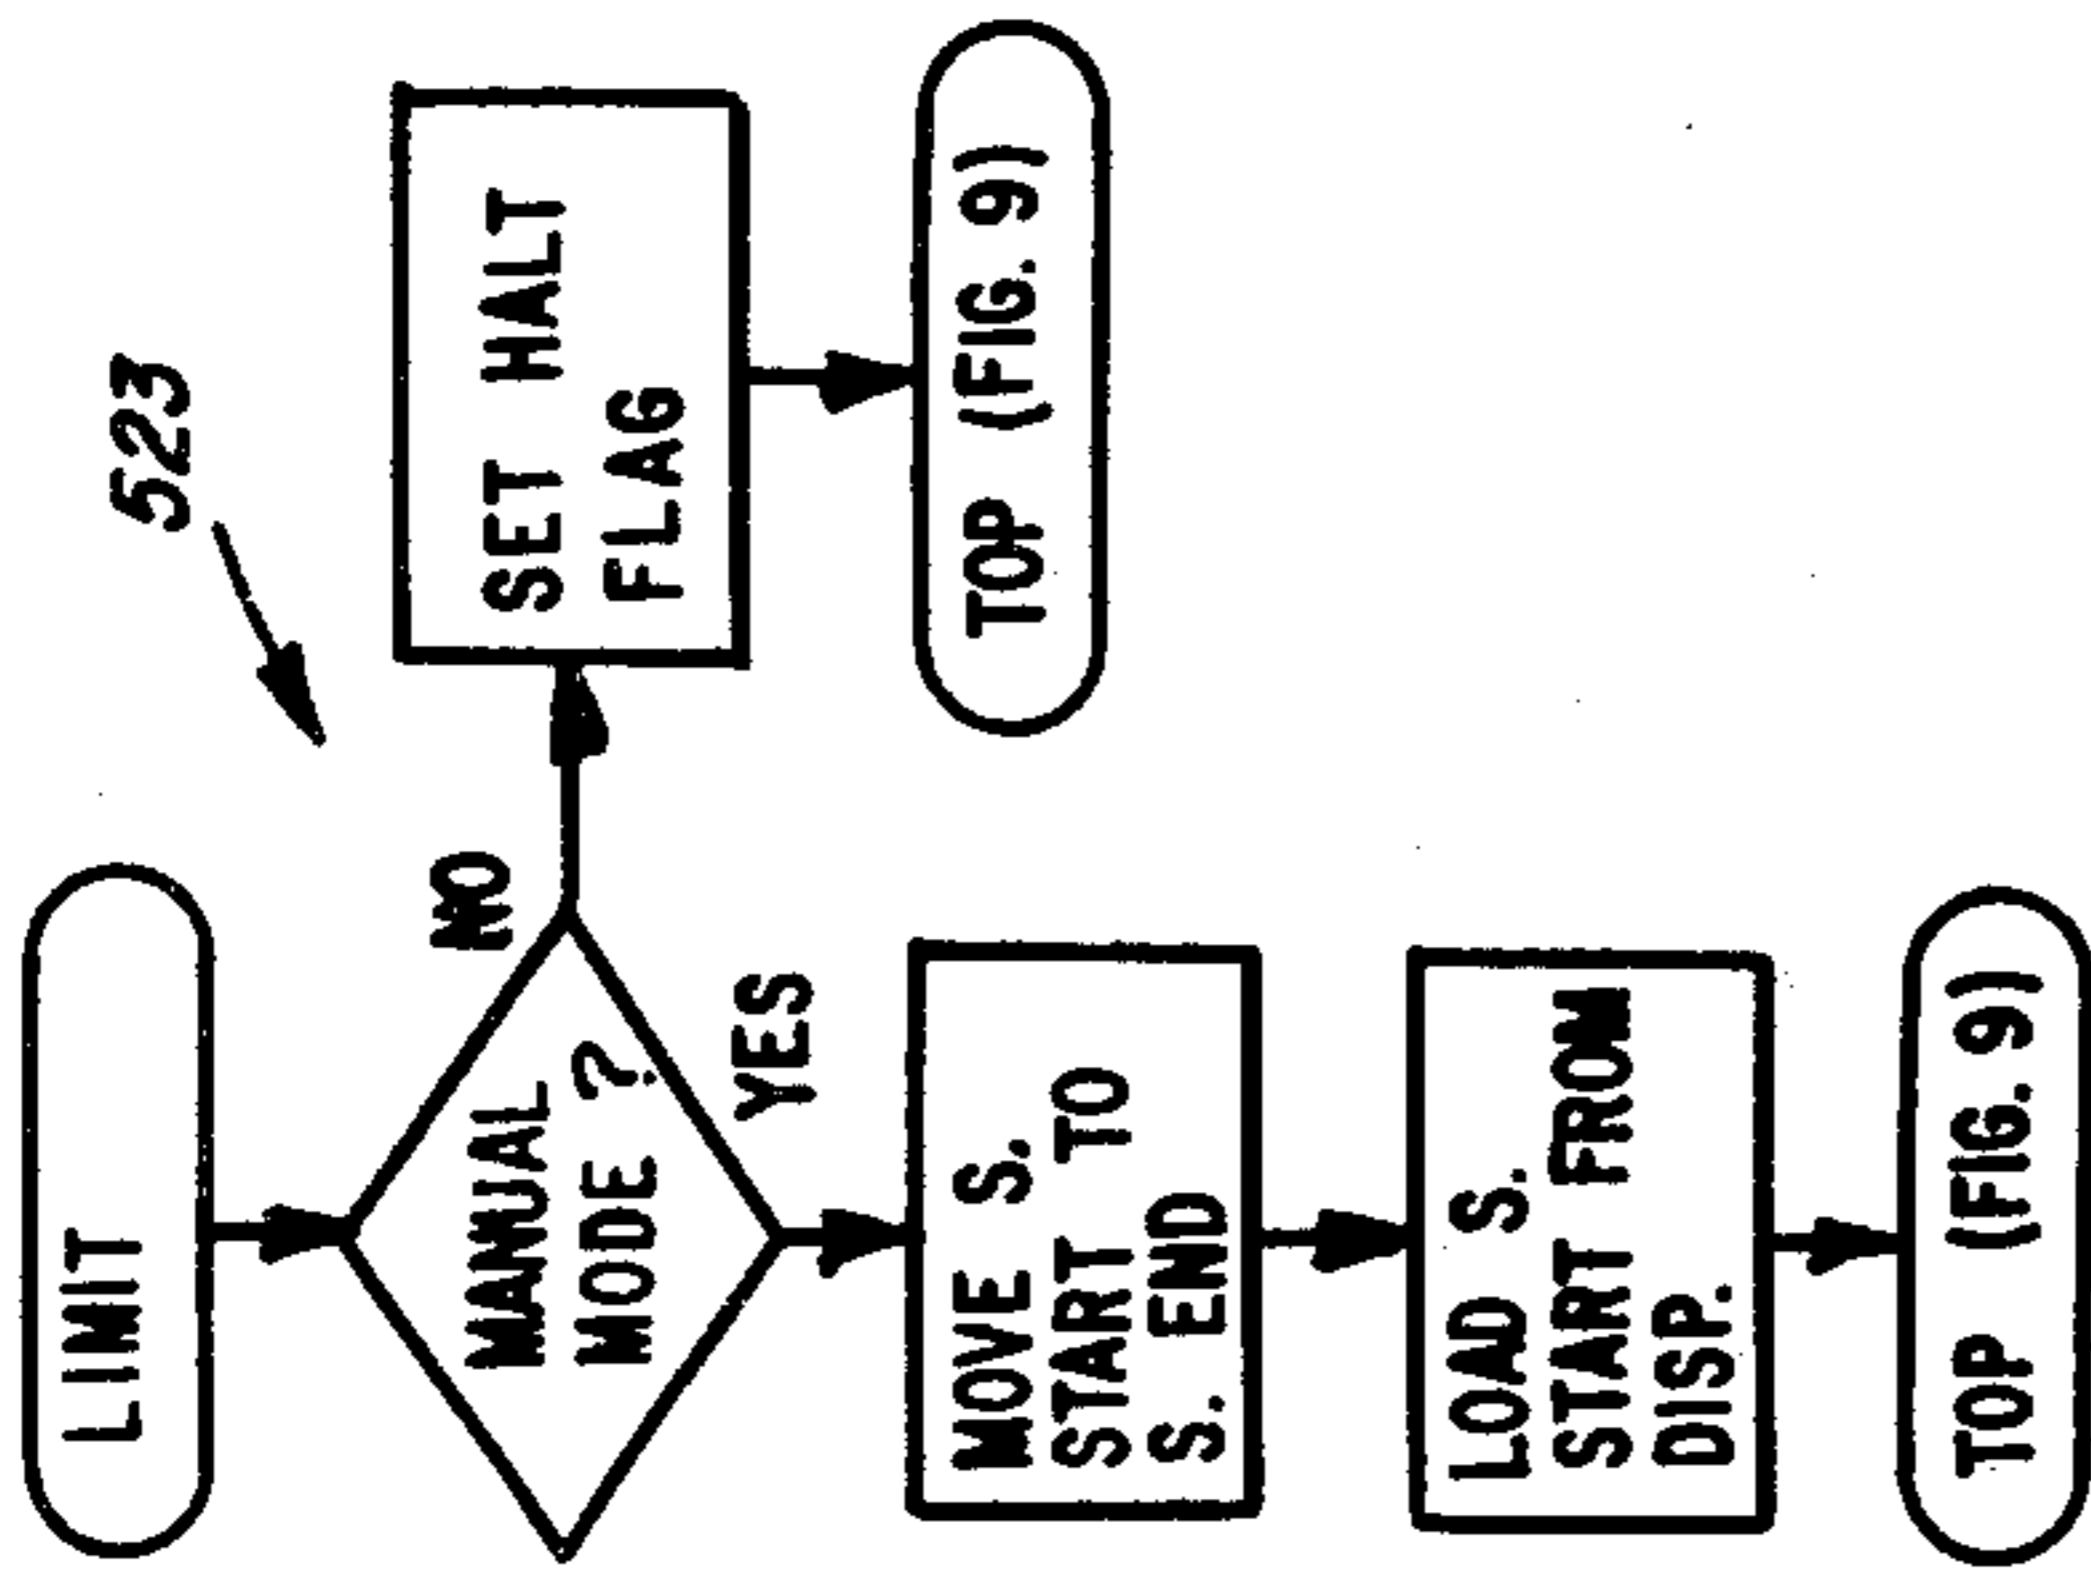 523
LIMIT
MANUAL
MODE ?
NO
YES
SET HALT
FLAG
TOP (FIG. 9)
MOVE S.
START TO
S. END
LOAD S.
START FROM
DISP.
TOP (FIG. 9)